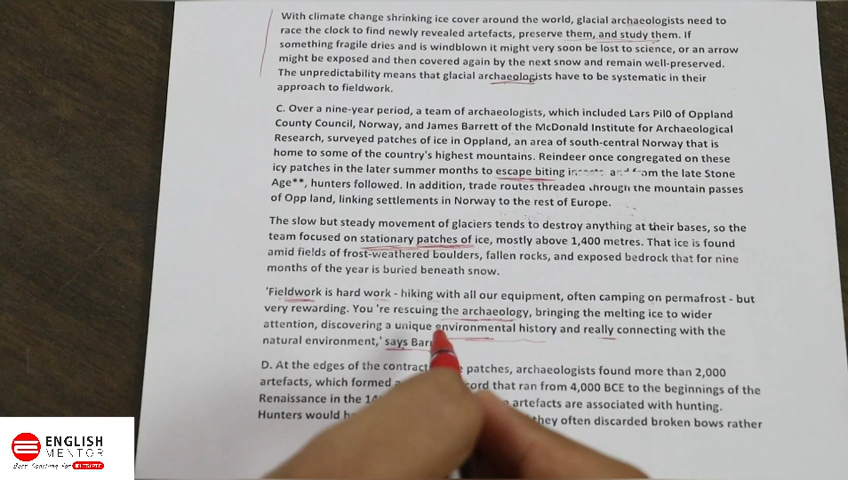 With climate change shrinking ice cover around the world, glacial archaeologists need to
race the clock to find newly revealed artefacts, preserve them, and study them. If
something fragile dries and is windblown it might very soon be lost to science, or an arrow
might be exposed and then covered again by the next snow and remain well-preserved.
The unpredictability means that glacial archaeologists have to be systematic in their
approach to fieldwork.
C. Over a nine-year period, a team of archaeologists, which included Lars Pil0 of Oppland
County Council, Norway, and James Barrett of the McDonald Institute for Archaeological
Research, surveyed patches of ice in Oppland, an area of south-central Norway that is
home to some of the country's highest mountains. Reindeer once congregated on these
icy patches in the later summer months to escape biting and from the late Stone
Age**, hunters followed. In addition, trade routes threaded through the mountain passes
of Opp land, linking settlements in Norway to the rest of Europe.
The slow but steady movement of glaciers tends to destroy anything at their bases, so the
team focused on stationary patches of ice, mostly above 1,400 metres. That ice is found
amid fields of frost-weathered boulders, fallen rocks, and exposed bedrock that for nine
months of the year is buried beneath snow.
'Fieldwork is hard work - hiking with all our equipment, often camping on permafrost - but
very rewarding. You 're rescuing the archaeology, bringing the melting ice to wider
attention, discovering a unique environmental history and really connecting with the
natural environment,' says
D. At the edges of the patches, archaeologists found more than 2,000
artefacts, which formed a that ran from 4,000 BCE to the beginnings of the
Renaissance in the artefacts are associated with hunting.
Hunters would they often discarded broken bows rather
ENGLISH
MENTOR
Best Coaching for IELTS/PTE